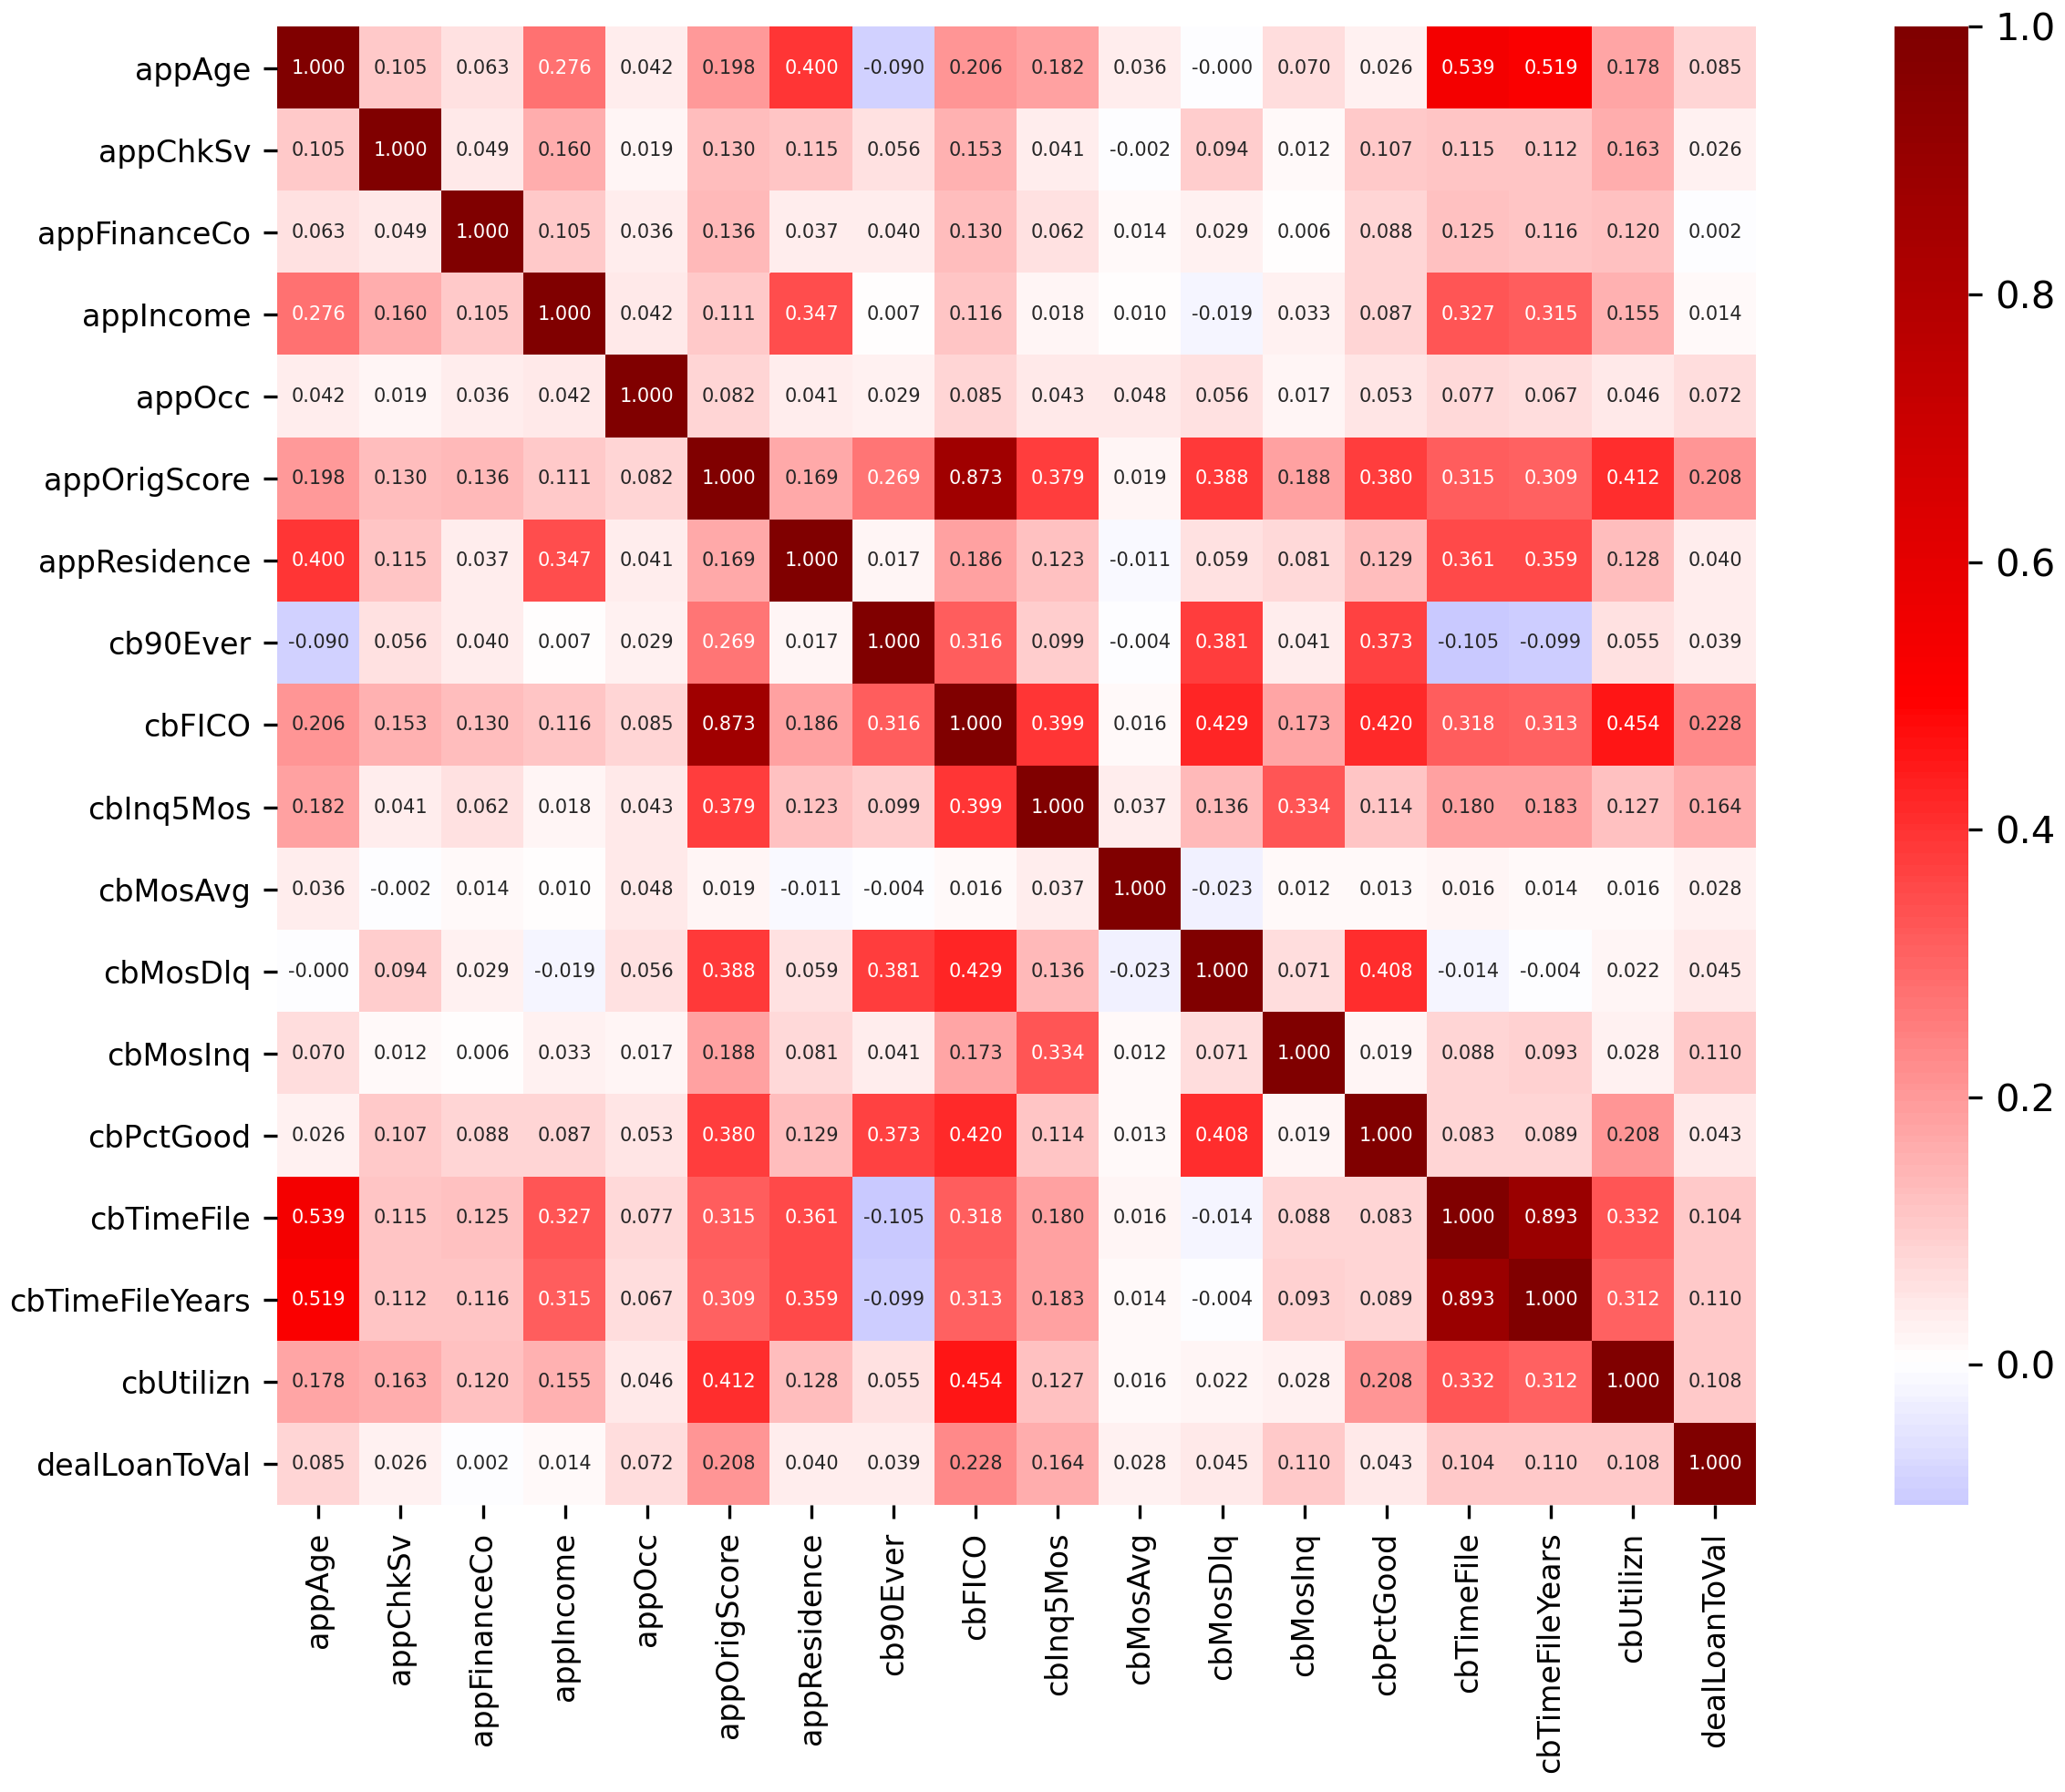 appAge 1.000 0.105 0.063 0.276 0.042 0.198 0.400 -0.090 0.206 0.182 0.036 -0.000 0.070 0.026 0.539 0.519 0.178 0.085
appChkSv 0.105 1.000 0.049 0.160 0.019 0.130 0.115 0.056 0.153 0.041 -0.002 0.094 0.012 0.107 0.115 0.112 0.163 0.026
appFinanceCo 0.063 0.049 1.000 0.105 0.036 0.136 0.037 0.040 0.130 0.062 0.014 0.029 0.006 0.088 0.125 0.116 0.120 0.002
appIncome 0.276 0.160 0.105 1.000 0.042 0.111 0.347 0.007 0.116 0.018 0.010 -0.019 0.033 0.087 0.327 0.315 0.155 0.014
appOcc 0.042 0.019 0.036 0.042 1.000 0.082 0.041 0.029 0.085 0.043 0.048 0.056 0.017 0.053 0.077 0.067 0.046 0.072
appOrigScore 0.198 0.130 0.136 0.111 0.082 1.000 0.169 0.269 0.873 0.379 0.019 0.388 0.188 0.380 0.315 0.309 0.412 0.208
appResidence 0.400 0.115 0.037 0.347 0.041 0.169 1.000 0.017 0.186 0.123 -0.011 0.059 0.081 0.129 0.361 0.359 0.128 0.040
cb90Ever -0.090 0.056 0.040 0.007 0.029 0.269 0.017 1.000 0.316 0.099 -0.004 0.381 0.041 0.373 -0.105 -0.099 0.055 0.039
cbFICO 0.206 0.153 0.130 0.116 0.085 0.873 0.186 0.316 1.000 0.399 0.016 0.429 0.173 0.420 0.318 0.313 0.454 0.228
cbInq5Mos 0.182 0.041 0.062 0.018 0.043 0.379 0.123 0.099 0.399 1.000 0.037 0.136 0.334 0.114 0.180 0.183 0.127 0.164
cbMosAvg 0.036 -0.002 0.014 0.010 0.048 0.019 -0.011 -0.004 0.016 0.037 1.000 -0.023 0.012 0.013 0.016 0.014 0.016 0.028
cbMosDlq -0.000 0.094 0.029 -0.019 0.056 0.388 0.059 0.381 0.429 0.136 -0.023 1.000 0.071 0.408 -0.014 -0.004 0.022 0.045
cbMosInq 0.070 0.012 0.006 0.033 0.017 0.188 0.081 0.041 0.173 0.334 0.012 0.071 1.000 0.019 0.088 0.093 0.028 0.110
cbPctGood 0.026 0.107 0.088 0.087 0.053 0.380 0.129 0.373 0.420 0.114 0.013 0.408 0.019 1.000 0.083 0.089 0.208 0.043
cbTimeFile 0.539 0.115 0.125 0.327 0.077 0.315 0.361 -0.105 0.318 0.180 0.016 -0.014 0.088 0.083 1.000 0.893 0.332 0.104
cbTimeFileYears 0.519 0.112 0.116 0.315 0.067 0.309 0.359 -0.099 0.313 0.183 0.014 -0.004 0.093 0.089 0.893 1.000 0.312 0.110
cbUtilizn 0.178 0.163 0.120 0.155 0.046 0.412 0.128 0.055 0.454 0.127 0.016 0.022 0.028 0.208 0.332 0.312 1.000 0.108
dealLoanToVal 0.085 0.026 0.002 0.014 0.072 0.208 0.040 0.039 0.228 0.164 0.028 0.045 0.110 0.043 0.104 0.110 0.108 1.000
appAge
appChkSv
appFinanceCo
appIncome
appOcc
appOrigScore
appResidence
cb90Ever
cbFICO
cbInq5Mos
cbMosAvg
cbMosDlq
cbMosInq
cbPctGood
cbTimeFile
cbTimeFileYears
cbUtilizn
dealLoanToVal
1.0
0.8
0.6
0.4
0.2
0.0